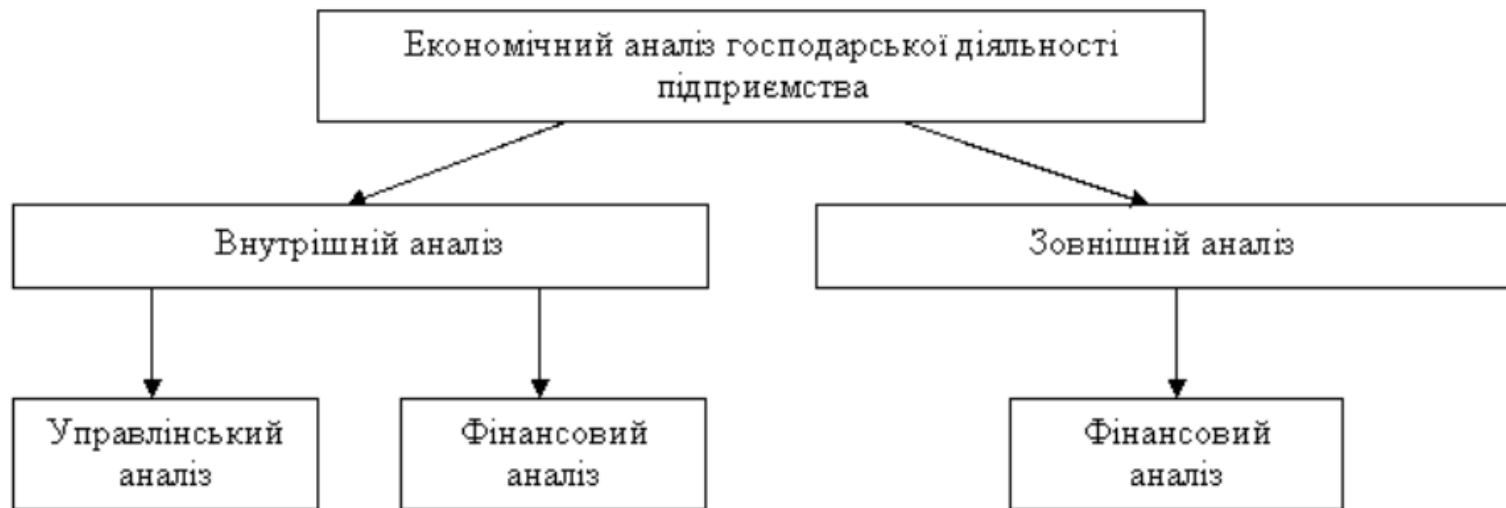 Економічний аналіз господарської діяльності
підприємства
Внутрішній аналіз
Зовнішній аналіз
Управлінський
аналіз
Фінансовий
аналіз
Фінансовий
аналіз